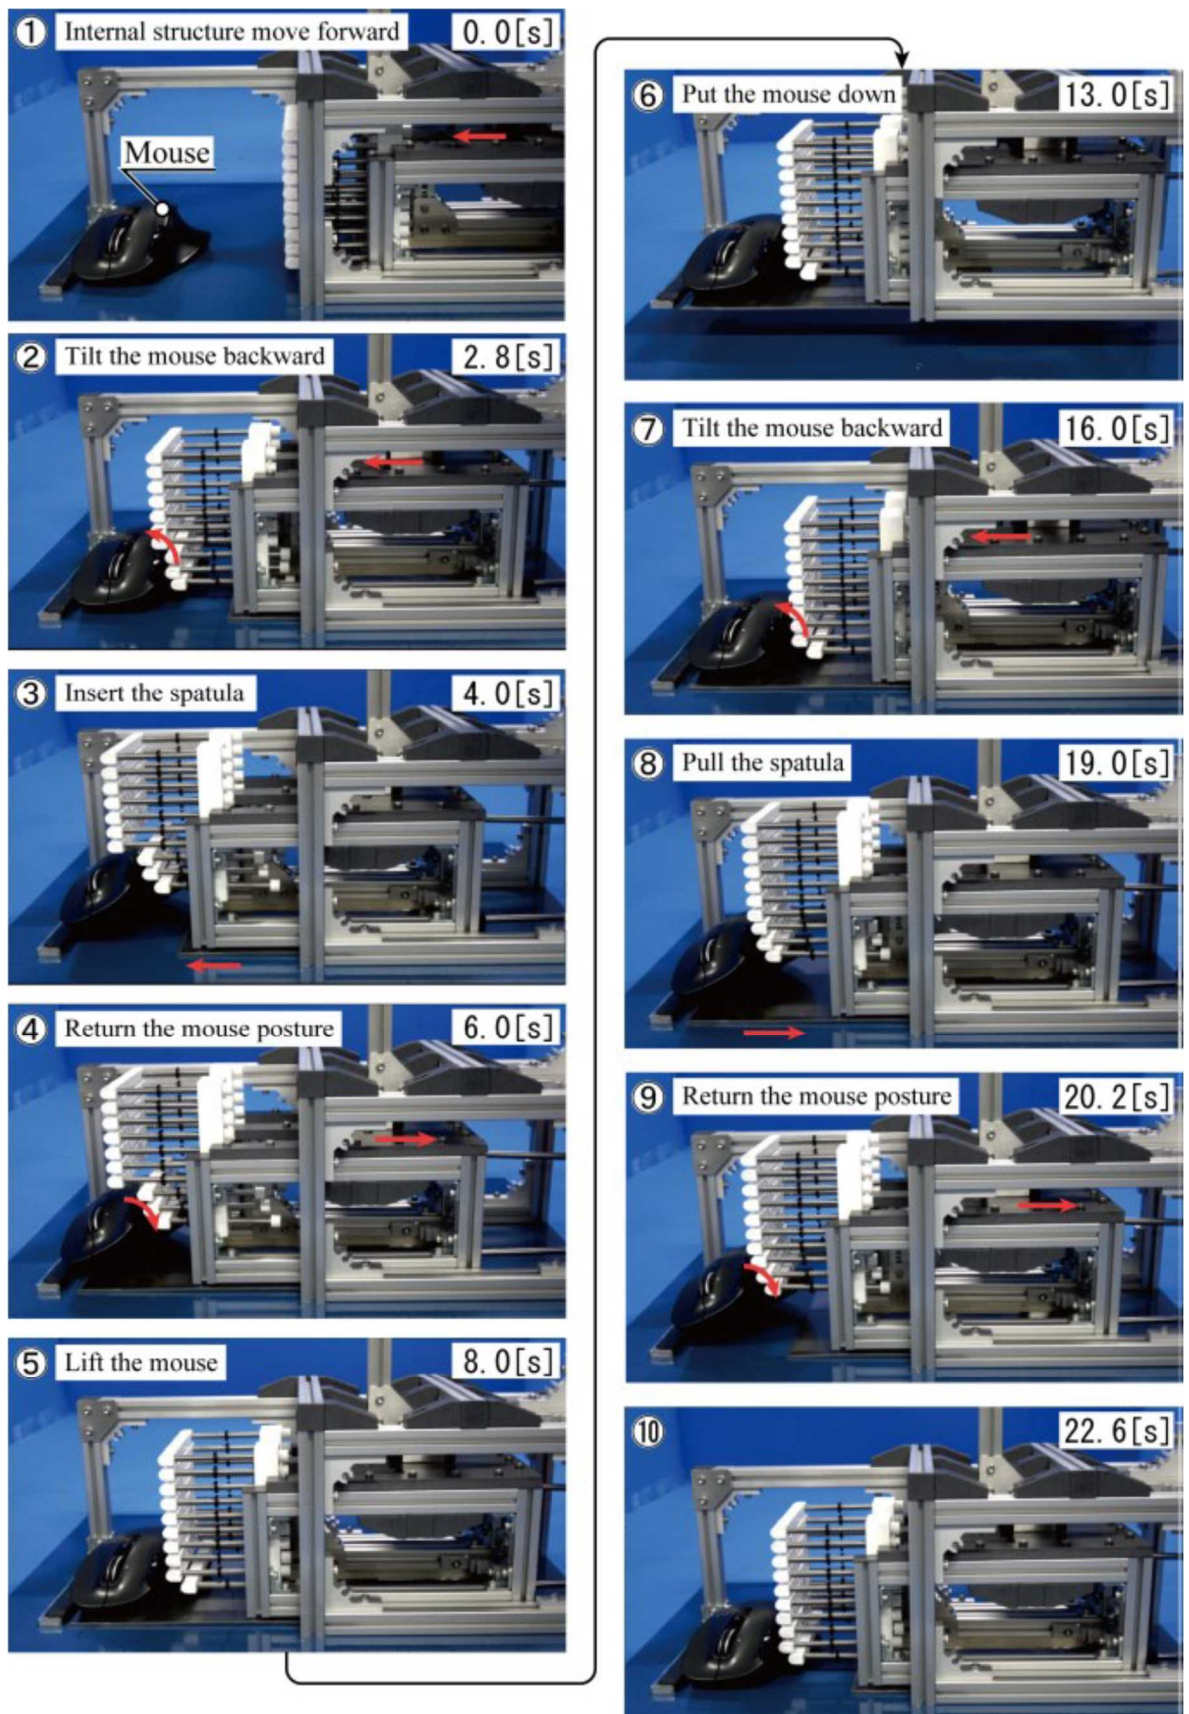 ① Internal structure move forward 0.0[s]
Mouse
② Tilt the mouse backward 2.8[s]
③ Insert the spatula 4.0[s]
④ Return the mouse posture 6.0[s]
⑤ Lift the mouse 8.0[s]
⑥ Put the mouse down 13.0[s]
⑦ Tilt the mouse backward 16.0[s]
⑧ Pull the spatula 19.0[s]
⑨ Return the mouse posture 20.2[s]
⑩ 22.6[s]